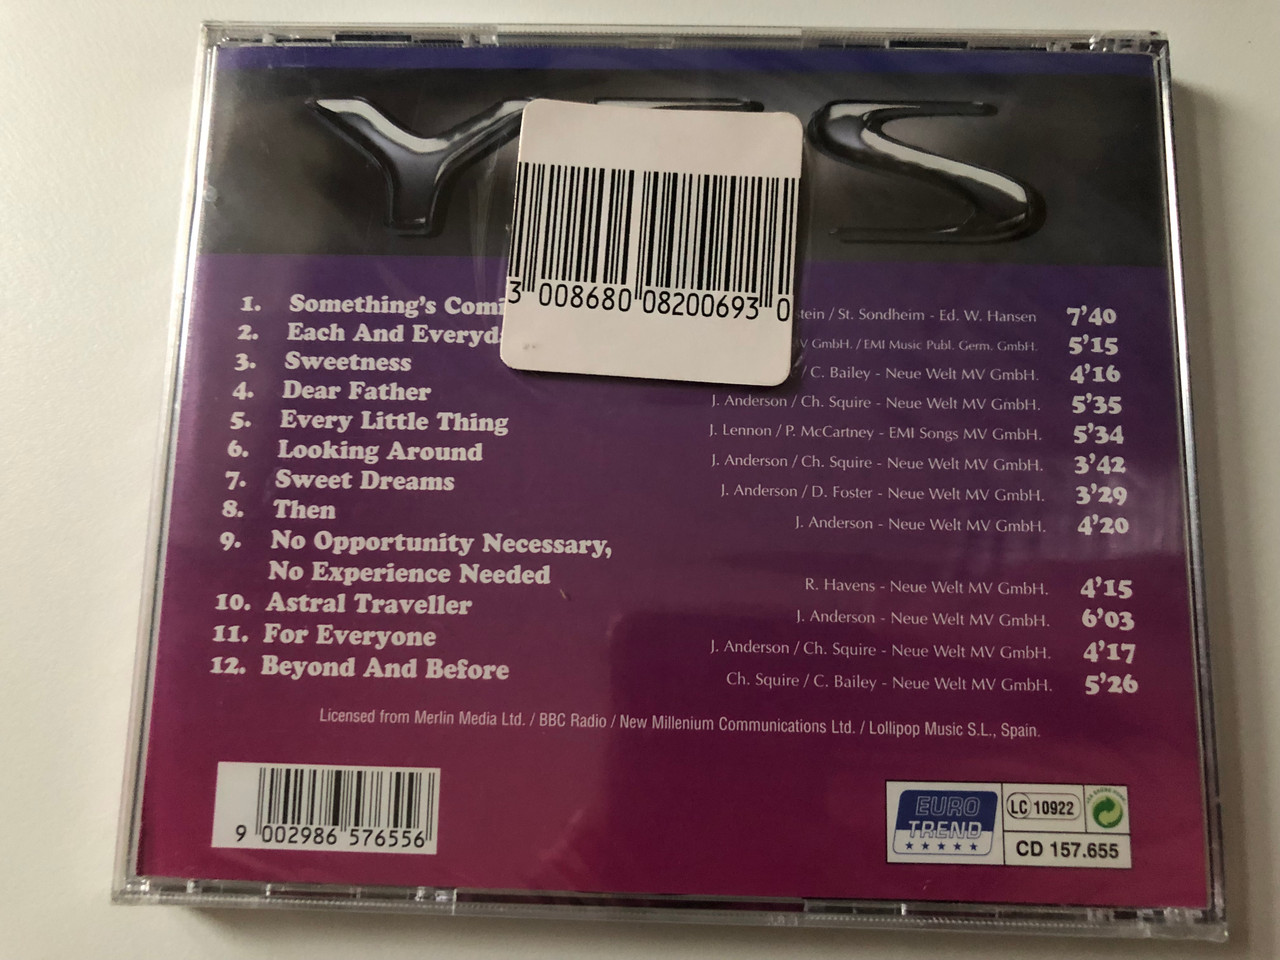 YES
3 008680 08200693 0
1. Something's Comi stein / St. Sondheim - Ed. W. Hansen 7'40
2. Each And Everyda V GmbH. / EMI Music Publ. Germ. GmbH. 5'15
3. Sweetness / C. Bailey - Neue Welt MV GmbH. 4'16
4. Dear Father J. Anderson / Ch. Squire - Neue Welt MV GmbH. 5'35
5. Every Little Thing J. Lennon / P. McCartney - EMI Songs MV GmbH. 5'34
6. Looking Around J. Anderson / Ch. Squire - Neue Welt MV GmbH. 3'42
7. Sweet Dreams J. Anderson / D. Foster - Neue Welt MV GmbH. 3'29
8. Then J. Anderson - Neue Welt MV GmbH. 4'20
9. No Opportunity Necessary,
No Experience Needed R. Havens - Neue Welt MV GmbH. 4'15
10. Astral Traveller J. Anderson - Neue Welt MV GmbH. 6'03
11. For Everyone J. Anderson / Ch. Squire - Neue Welt MV GmbH. 4'17
12. Beyond And Before Ch. Squire / C. Bailey - Neue Welt MV GmbH. 5'26
Licensed from Merlin Media Ltd. / BBC Radio / New Millenium Communications Ltd. / Lollipop Music S.L., Spain.
9 002986 576556
EURO
TREND
LC 10922
CD 157.655